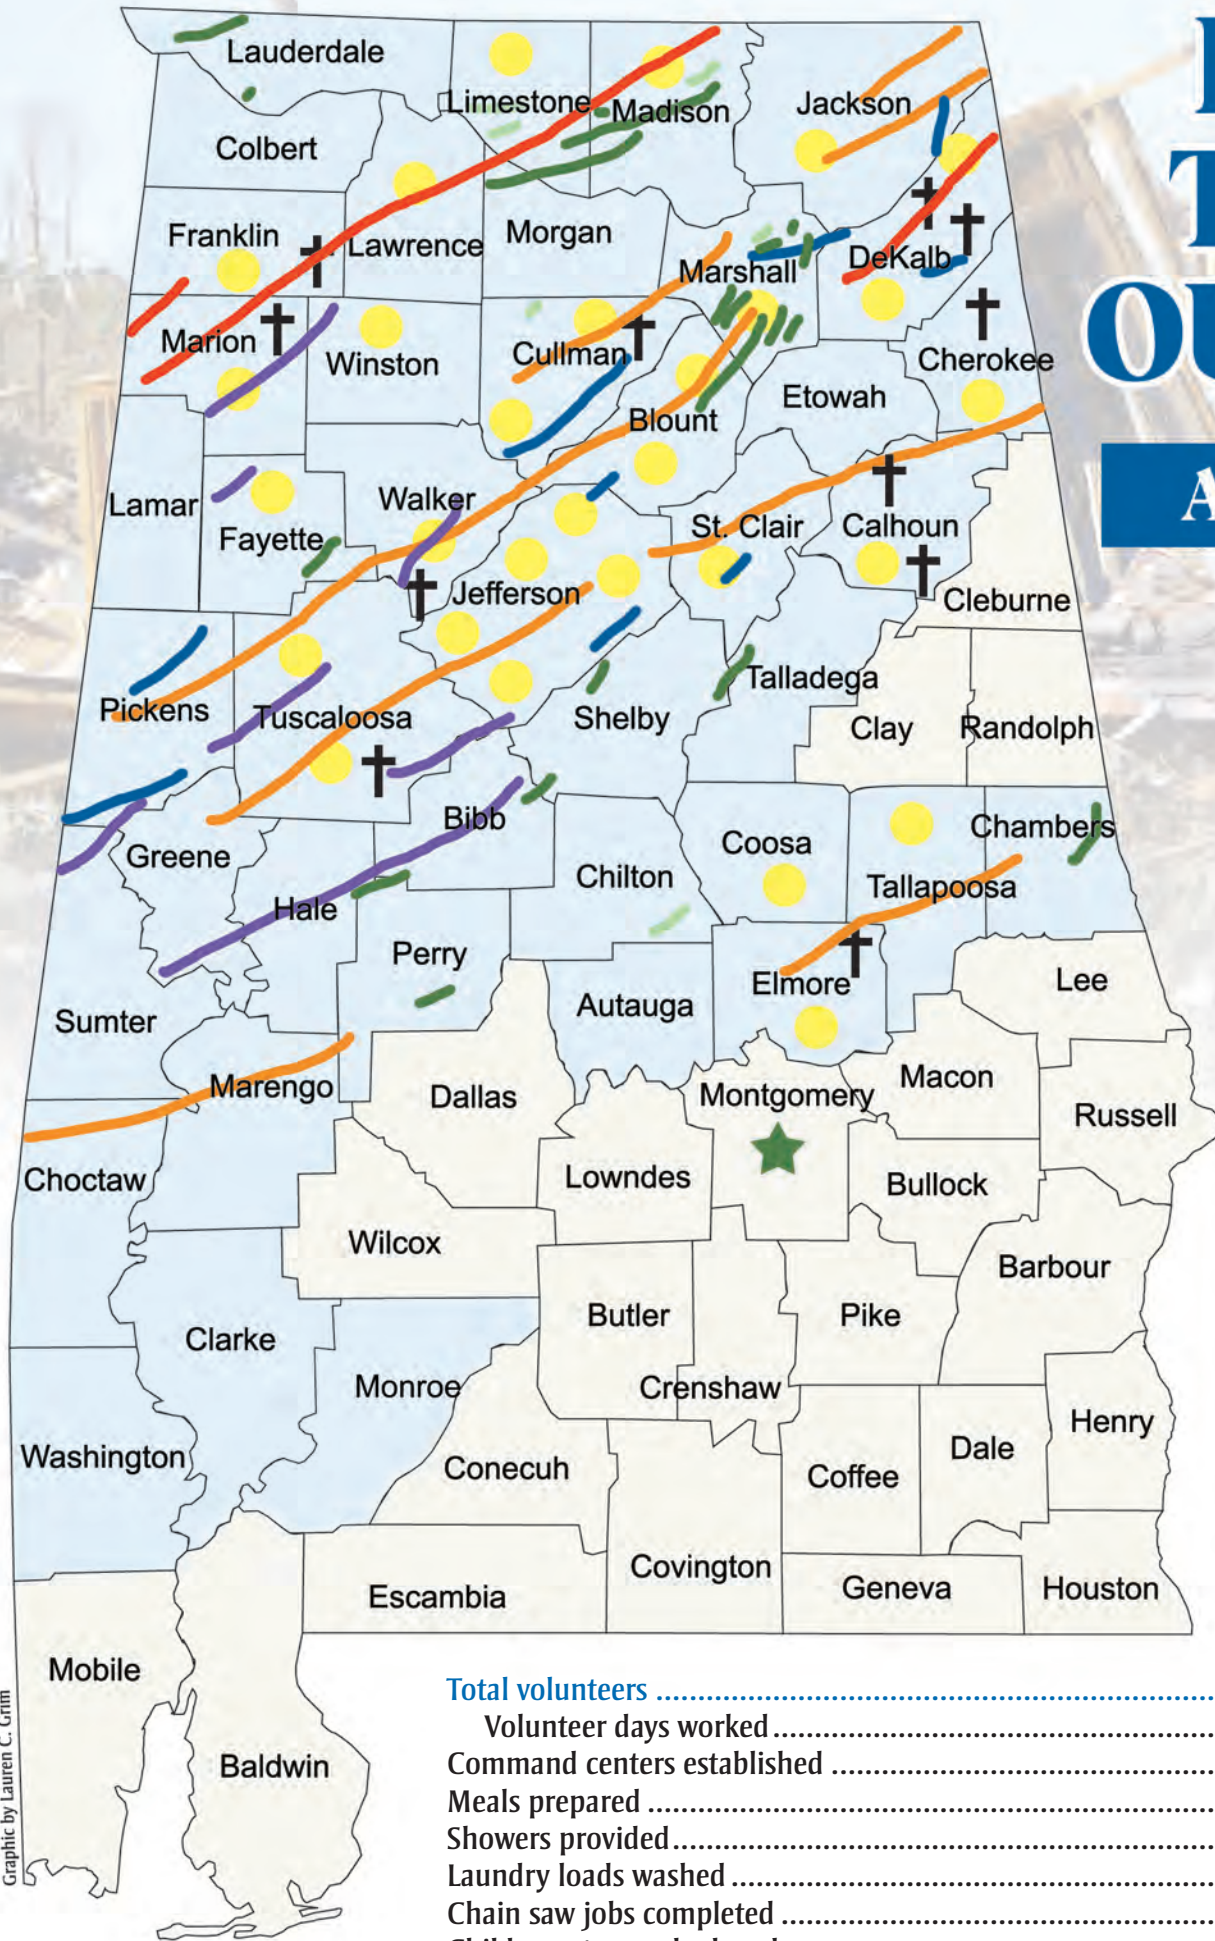 Lauderdale
Limestone
Madison
Jackson
Colbert
Franklin
Lawrence
Morgan
Marshall
DeKalb
Marion
Winston
Cullman
Cherokee
Blount
Etowah
Lamar
Fayette
Walker
St. Clair
Calhoun
Jefferson
Cleburne
Pickens
Tuscaloosa
Shelby
Talladega
Clay
Randolph
Greene
Bibb
Coosa
Chambers
Hale
Chilton
Tallapoosa
Perry
Elmore
Lee
Sumter
Autauga
Marengo
Dallas
Montgomery
Macon
Russell
Choctaw
Lowndes
Bullock
Wilcox
Barbour
Clarke
Butler
Pike
Monroe
Crenshaw
Henry
Washington
Conecuh
Coffee
Dale
Escambia
Covington
Geneva
Houston
Mobile
Baldwin
T
OU
A
Graphic by Lauren C. Grim
Total volunteers
Volunteer days worked
Command centers established
Meals prepared
Showers provided
Laundry loads washed
Chain saw jobs completed